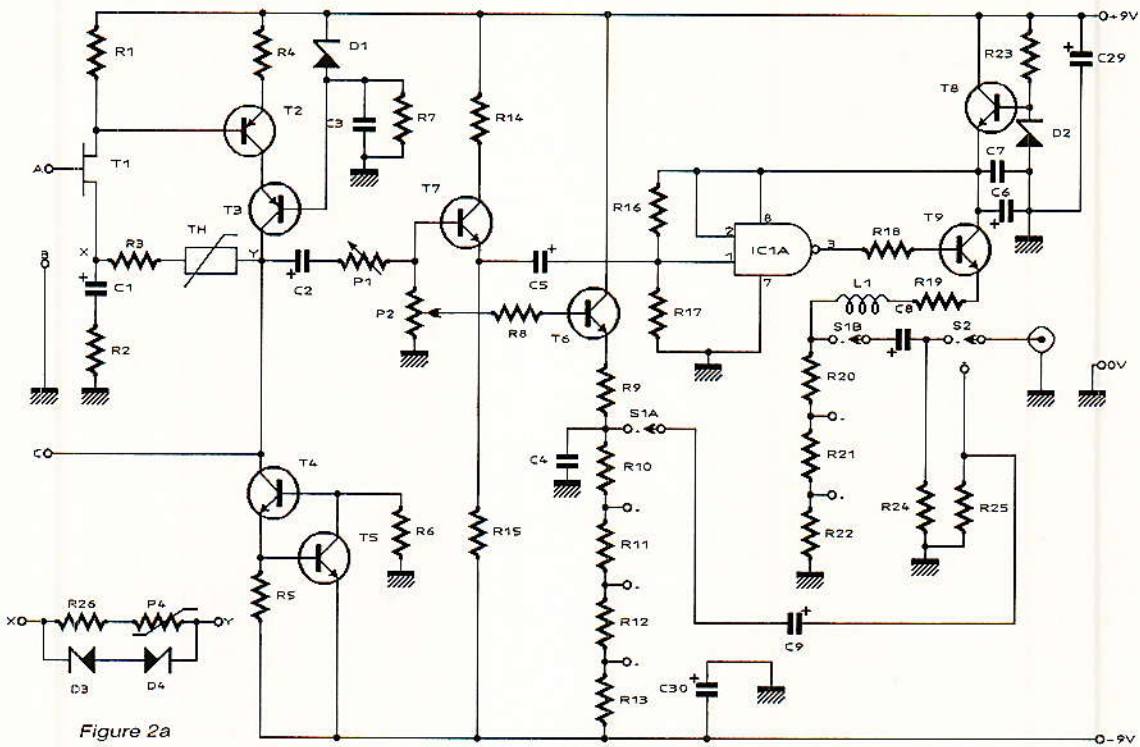 +9V
R1
R4
D1
R23
C29
T8
T2
C3
R7
R14
D2
A
T1
T7
C7
R16
C6
T3
8
T9
TH
2
R3
IC1A
3
R18
B
X
Y
1
C1
C2
P1
C5
7
L1
R19
P2
R8
R17
C8
S1B
S2
R2
T6
0V
R20
R9
S1A
C
C4
R10
R21
T4
R24
R25
T5
R6
R15
R11
R22
R5
R26
P4
X
Y
R12
C9
D3
D4
C30
R13
Figure 2a
-9V